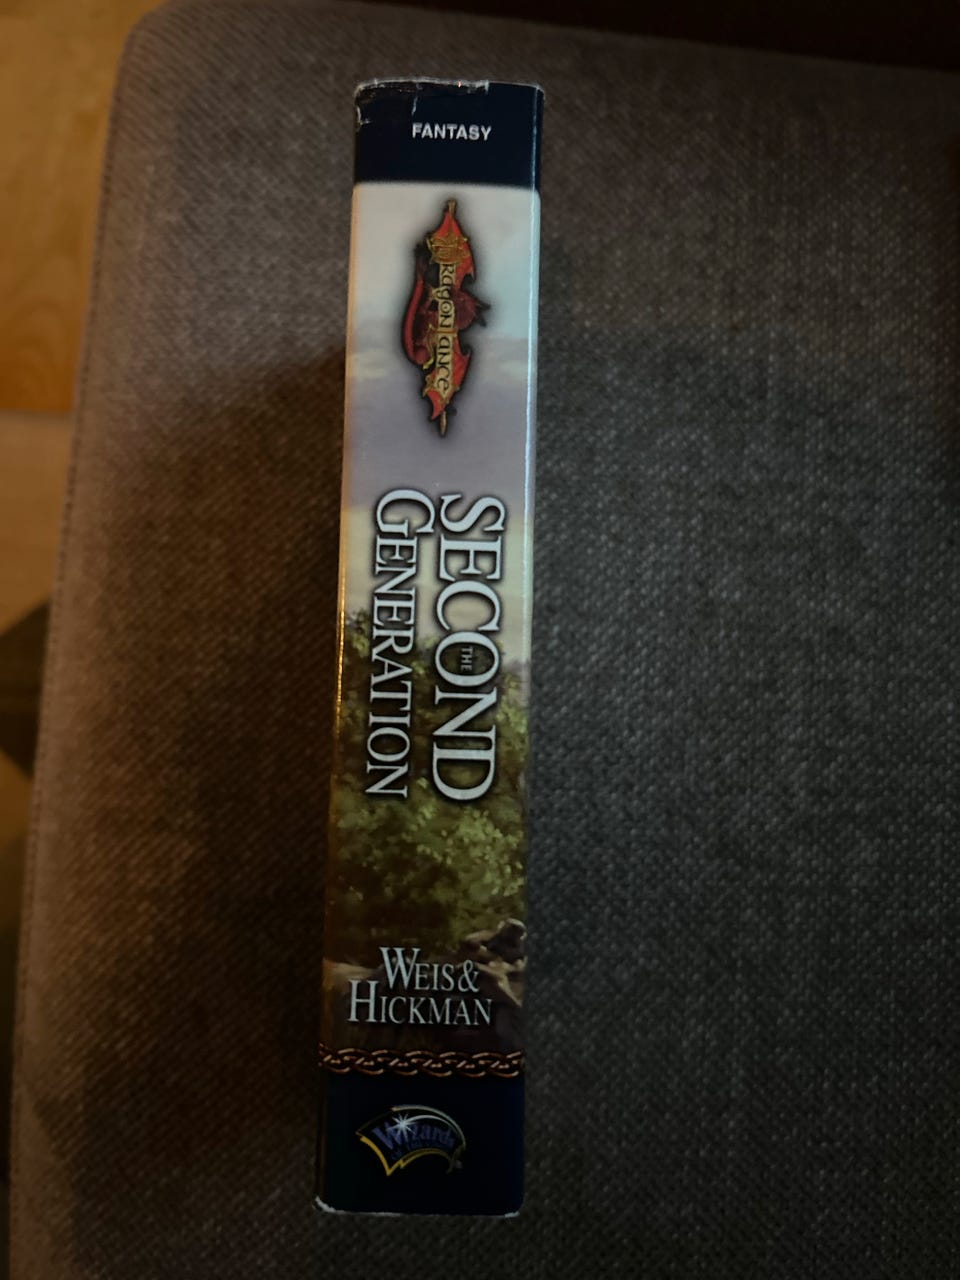 FANTASY
DRAGONLANCE
THE
SECOND
GENERATION
WEIS &
HICKMAN
Wizards